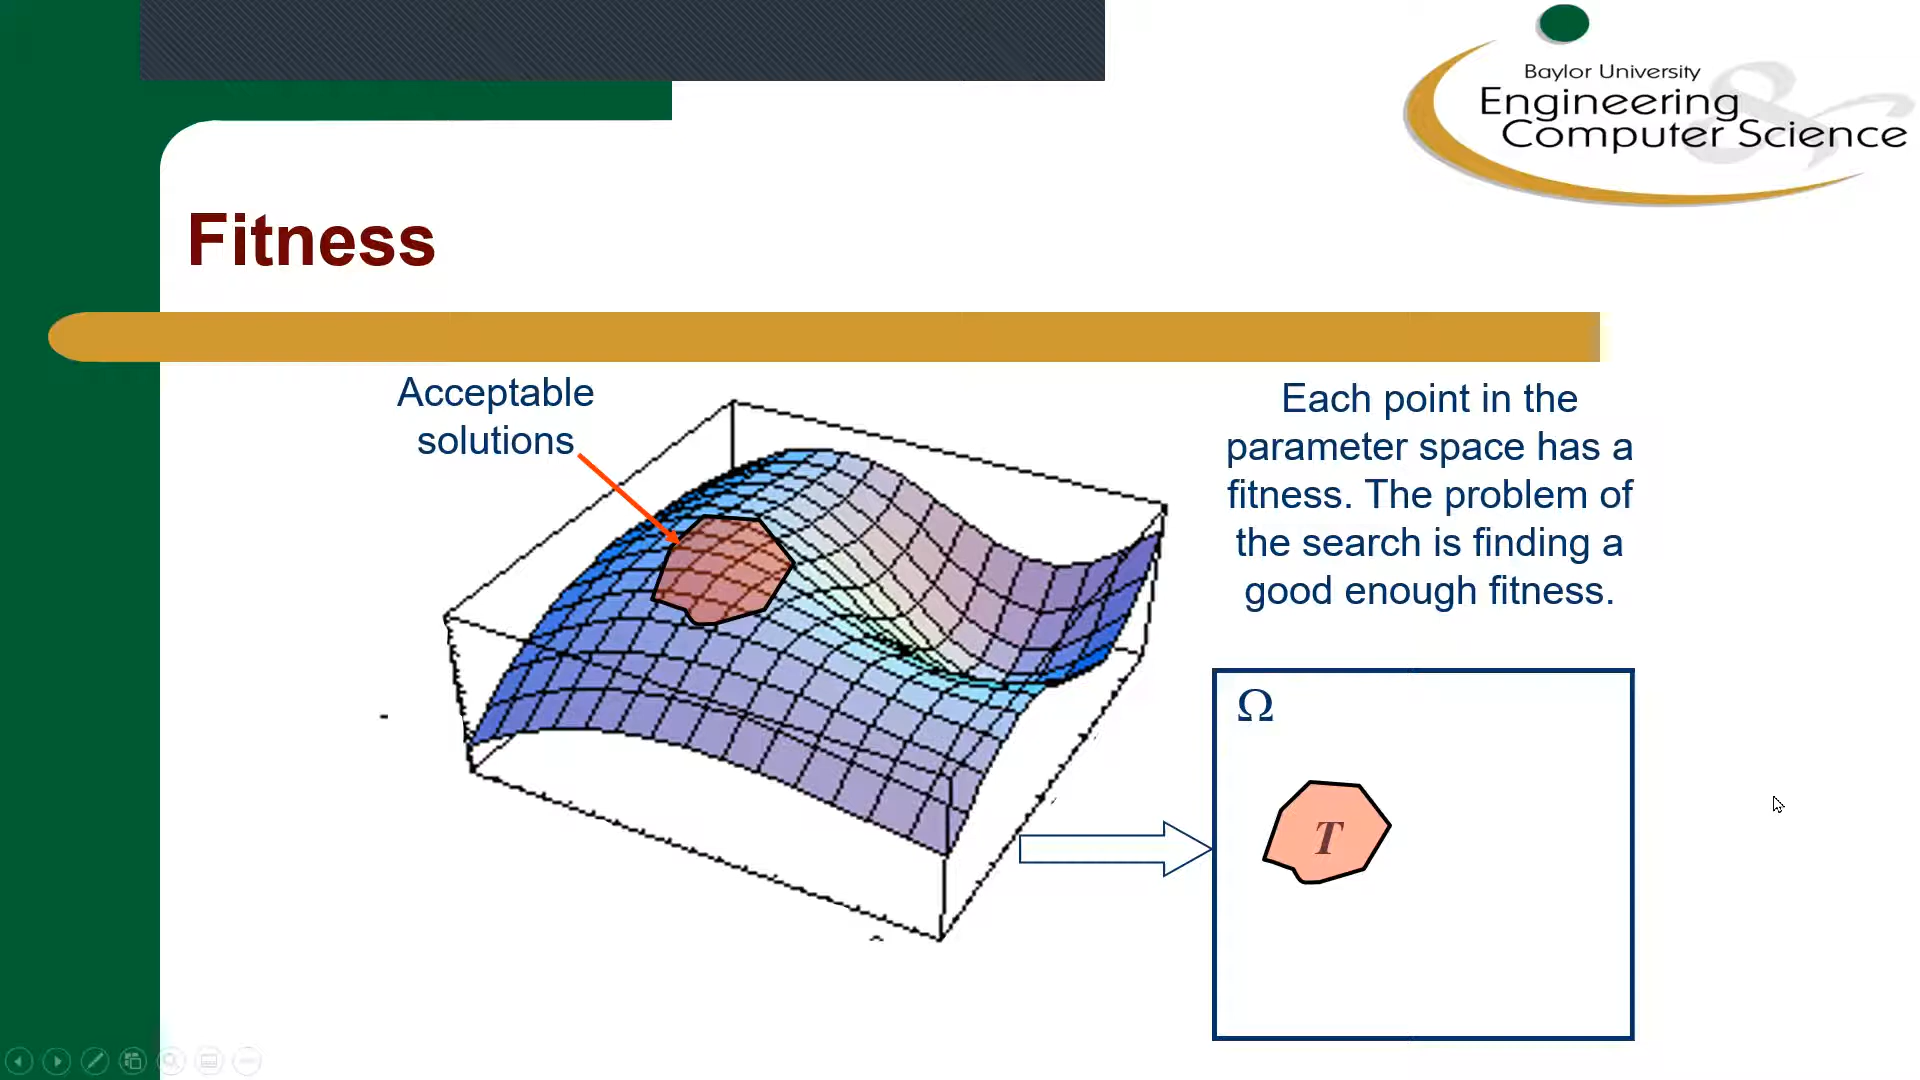 Baylor University
Engineering
Computer Science
Fitness
Acceptable
solutions
Each point in the
parameter space has a
fitness. The problem of
the search is finding a
good enough fitness.
Ω
T